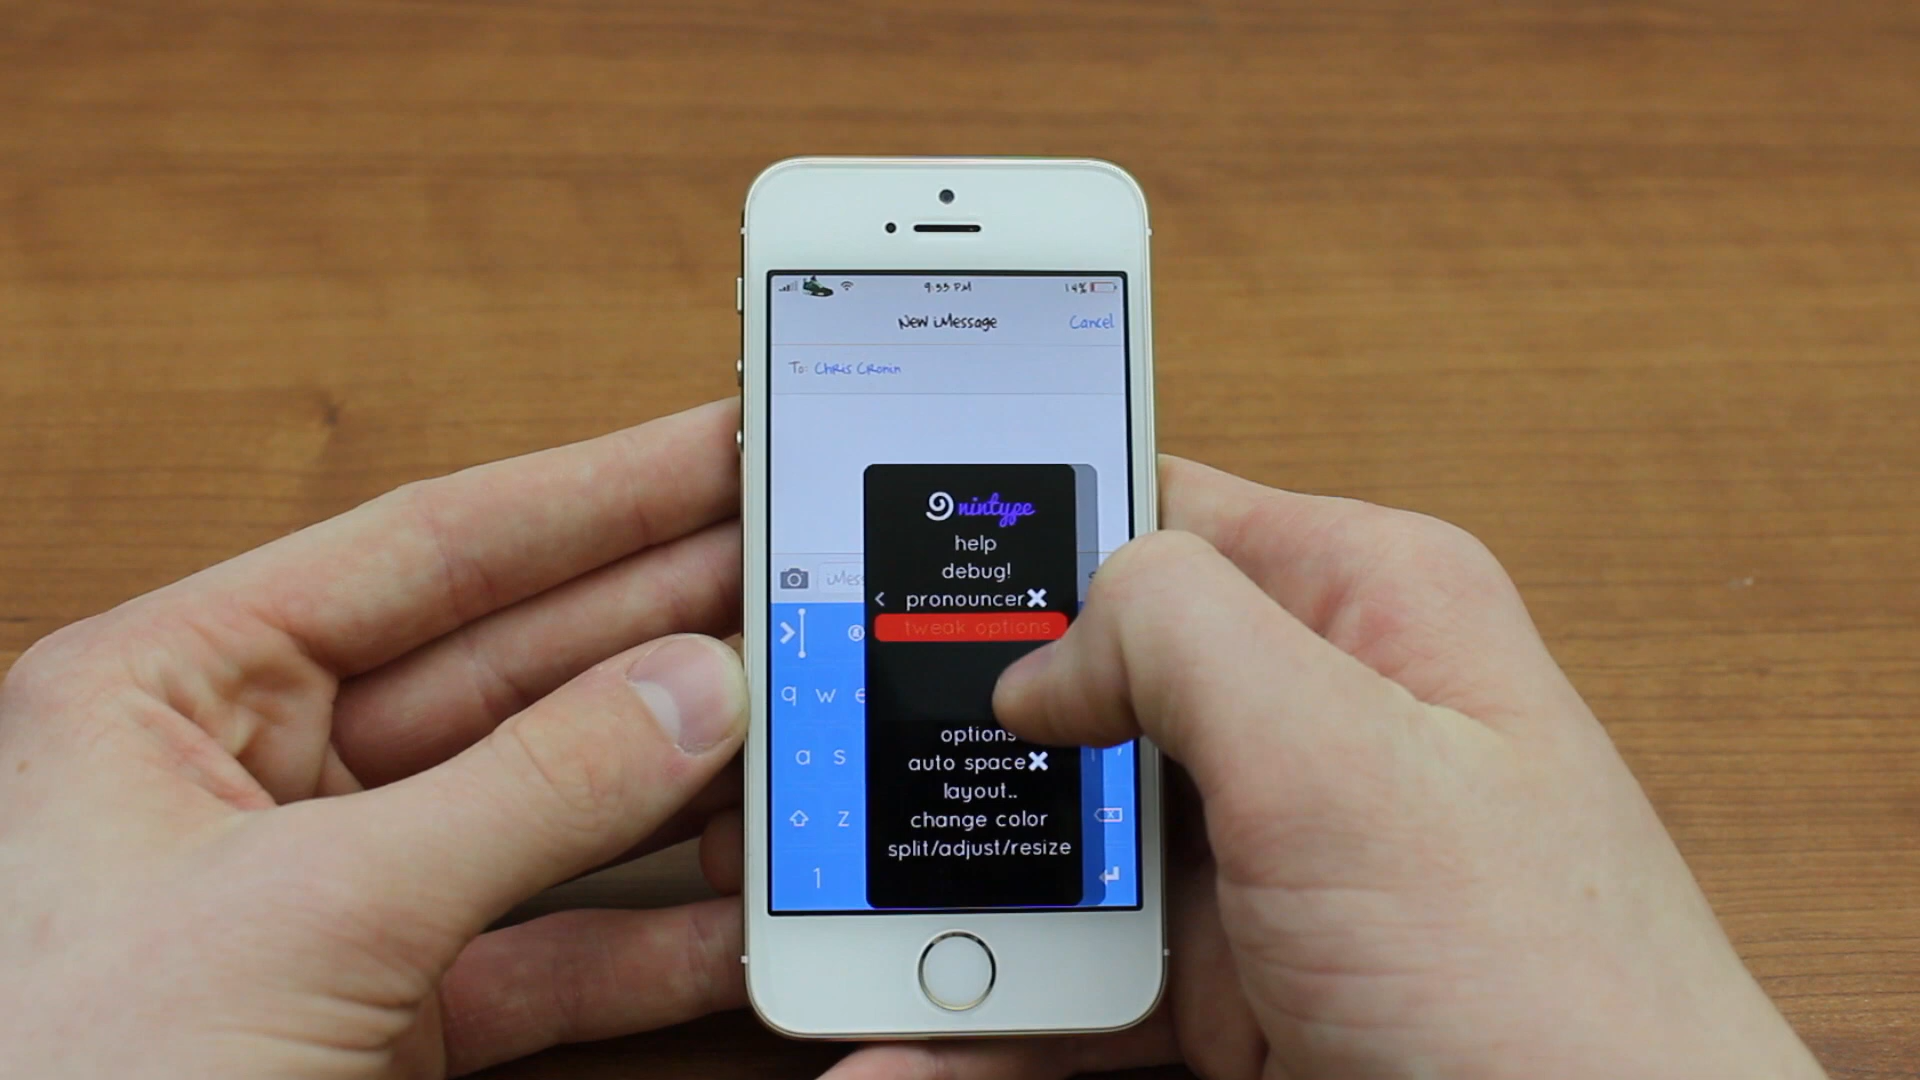 9:55 PM 14%
New iMessage Cancel
To: Chris Cronin
nintype
help
debug!
iMess
pronouncer
tweak options
q w e
options
a s
auto space
layout..
z
change color
split/adjust/resize
1